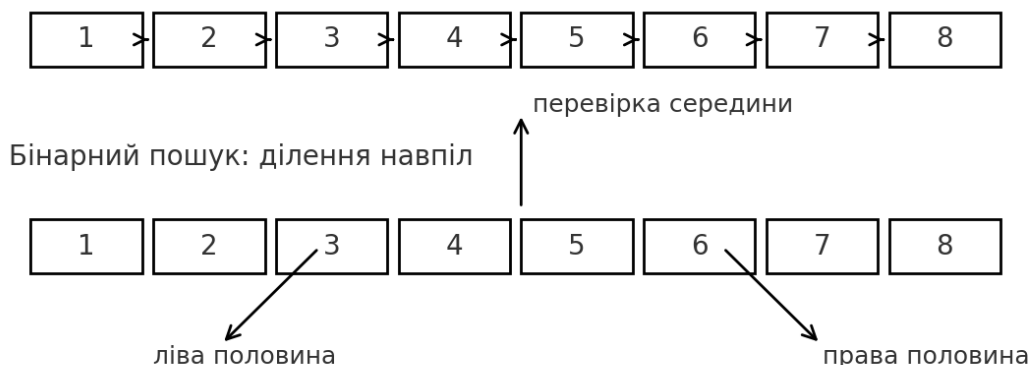 1 2 3 4 5 6 7 8
перевірка середини
Бінарний пошук: ділення навпіл
1 2 3 4 5 6 7 8
ліва половина права половина